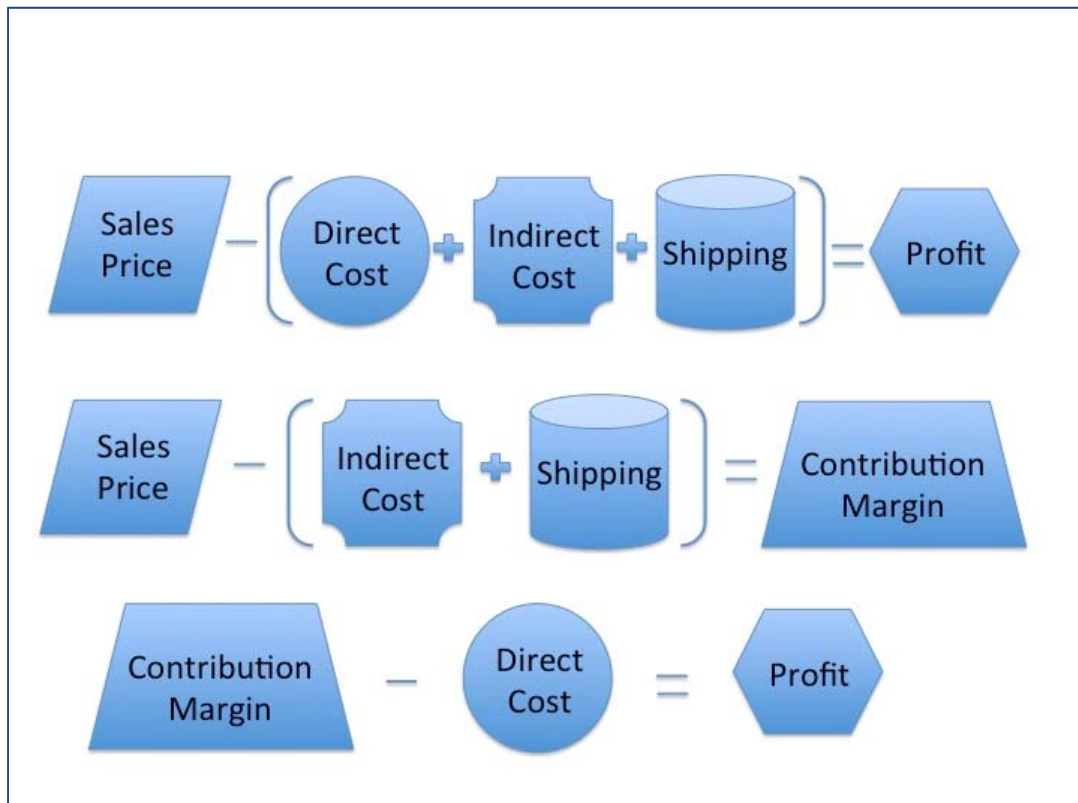 Sales
Price
−
(
Direct
Cost
+
Indirect
Cost
+
Shipping
)
=
Profit
Sales
Price
−
(
Indirect
Cost
+
Shipping
)
=
Contribution
Margin
Contribution
Margin
−
Direct
Cost
=
Profit